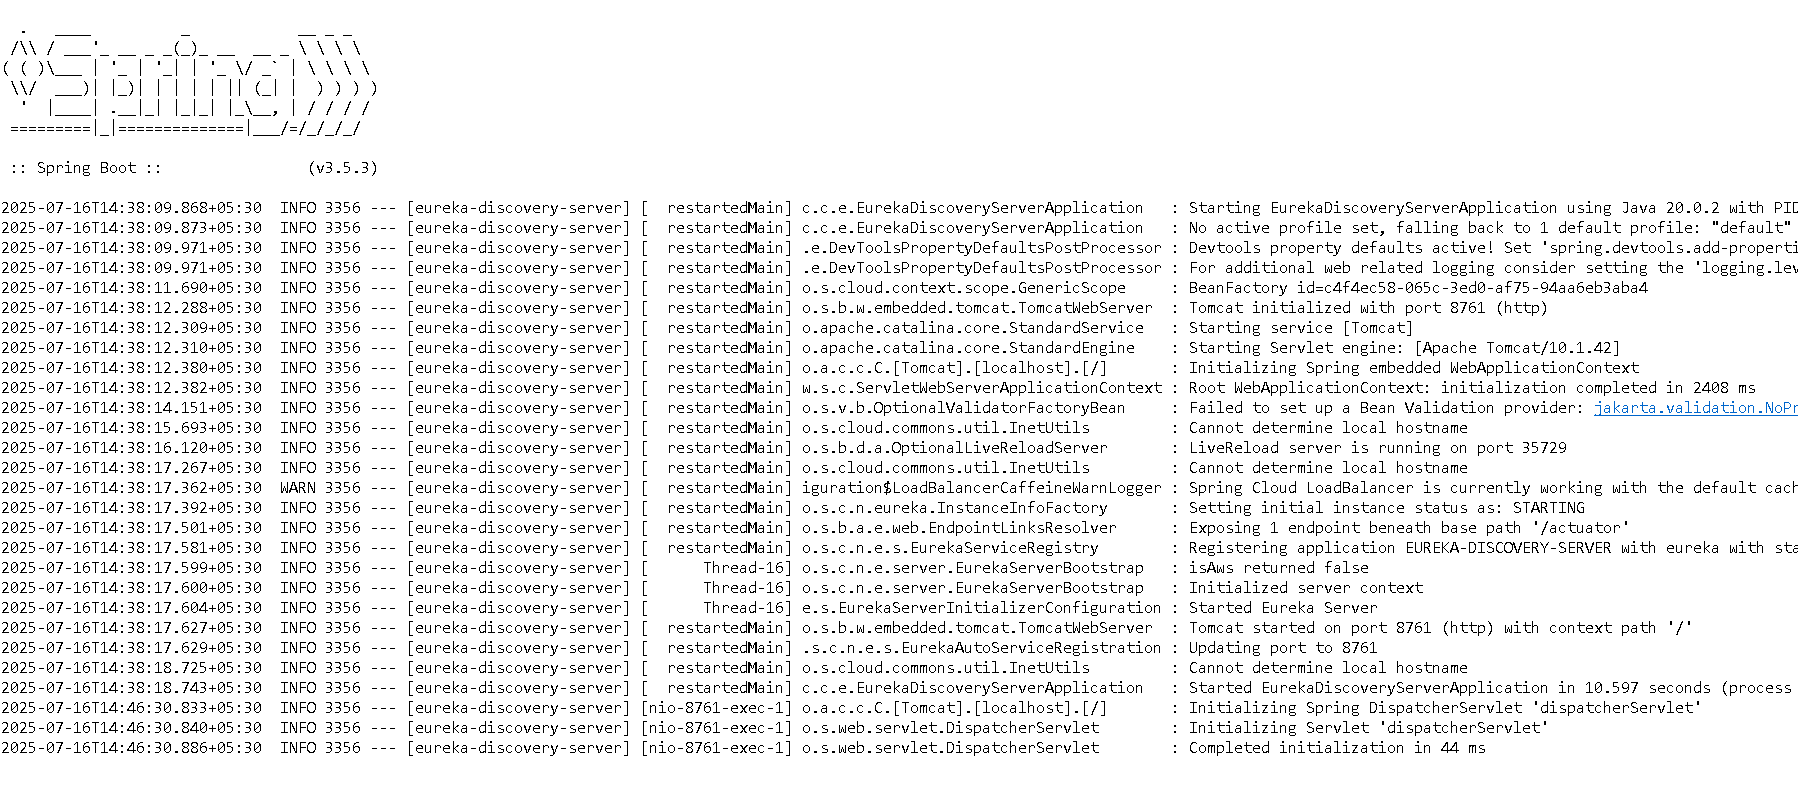 .   ____          _            __ _ _
 /\\ / ___'_ __ _ _(_)_ __  __ _ \ \ \ \
( ( )\___ | '_ | '_| | '_ \/ _` | \ \ \ \
 \\/  ___)| |_)| | | | | || (_| |  ) ) ) )
  '  |____| .__|_| |_|_| |_\__, | / / / /
 =========|_|==============|___/=/_/_/_/
 :: Spring Boot ::                (v3.5.3)
2025-07-16T14:38:09.868+05:30  INFO 3356 --- [eureka-discovery-server] [  restartedMain] c.c.e.EurekaDiscoveryServerApplication   : Starting EurekaDiscoveryServerApplication using Java 20.0.2 with PID
2025-07-16T14:38:09.873+05:30  INFO 3356 --- [eureka-discovery-server] [  restartedMain] c.c.e.EurekaDiscoveryServerApplication   : No active profile set, falling back to 1 default profile: "default"
2025-07-16T14:38:09.971+05:30  INFO 3356 --- [eureka-discovery-server] [  restartedMain] .e.DevToolsPropertyDefaultsPostProcessor : Devtools property defaults active! Set 'spring.devtools.add-properti
2025-07-16T14:38:09.971+05:30  INFO 3356 --- [eureka-discovery-server] [  restartedMain] .e.DevToolsPropertyDefaultsPostProcessor : For additional web related logging consider setting the 'logging.lev
2025-07-16T14:38:11.690+05:30  INFO 3356 --- [eureka-discovery-server] [  restartedMain] o.s.cloud.context.scope.GenericScope     : BeanFactory id=c4f4ec58-065c-3ed0-af75-94aa6eb3aba4
2025-07-16T14:38:12.288+05:30  INFO 3356 --- [eureka-discovery-server] [  restartedMain] o.s.b.w.embedded.tomcat.TomcatWebServer  : Tomcat initialized with port 8761 (http)
2025-07-16T14:38:12.309+05:30  INFO 3356 --- [eureka-discovery-server] [  restartedMain] o.apache.catalina.core.StandardService   : Starting service [Tomcat]
2025-07-16T14:38:12.310+05:30  INFO 3356 --- [eureka-discovery-server] [  restartedMain] o.apache.catalina.core.StandardEngine    : Starting Servlet engine: [Apache Tomcat/10.1.42]
2025-07-16T14:38:12.380+05:30  INFO 3356 --- [eureka-discovery-server] [  restartedMain] o.a.c.c.C.[Tomcat].[localhost].[/]       : Initializing Spring embedded WebApplicationContext
2025-07-16T14:38:12.382+05:30  INFO 3356 --- [eureka-discovery-server] [  restartedMain] w.s.c.ServletWebServerApplicationContext : Root WebApplicationContext: initialization completed in 2408 ms
2025-07-16T14:38:14.151+05:30  INFO 3356 --- [eureka-discovery-server] [  restartedMain] o.s.v.b.OptionalValidatorFactoryBean     : Failed to set up a Bean Validation provider: jakarta.validation.NoPr
2025-07-16T14:38:15.693+05:30  INFO 3356 --- [eureka-discovery-server] [  restartedMain] o.s.cloud.commons.util.InetUtils         : Cannot determine local hostname
2025-07-16T14:38:16.120+05:30  INFO 3356 --- [eureka-discovery-server] [  restartedMain] o.s.b.d.a.OptionalLiveReloadServer       : LiveReload server is running on port 35729
2025-07-16T14:38:17.267+05:30  INFO 3356 --- [eureka-discovery-server] [  restartedMain] o.s.cloud.commons.util.InetUtils         : Cannot determine local hostname
2025-07-16T14:38:17.362+05:30  WARN 3356 --- [eureka-discovery-server] [  restartedMain] iguration$LoadBalancerCaffeineWarnLogger : Spring Cloud LoadBalancer is currently working with the default cach
2025-07-16T14:38:17.392+05:30  INFO 3356 --- [eureka-discovery-server] [  restartedMain] o.s.c.n.eureka.InstanceInfoFactory       : Setting initial instance status as: STARTING
2025-07-16T14:38:17.501+05:30  INFO 3356 --- [eureka-discovery-server] [  restartedMain] o.s.b.a.e.web.EndpointLinksResolver      : Exposing 1 endpoint beneath base path '/actuator'
2025-07-16T14:38:17.581+05:30  INFO 3356 --- [eureka-discovery-server] [  restartedMain] o.s.c.n.e.s.EurekaServiceRegistry        : Registering application EUREKA-DISCOVERY-SERVER with eureka with sta
2025-07-16T14:38:17.599+05:30  INFO 3356 --- [eureka-discovery-server] [      Thread-16] o.s.c.n.e.server.EurekaServerBootstrap   : isAws returned false
2025-07-16T14:38:17.600+05:30  INFO 3356 --- [eureka-discovery-server] [      Thread-16] o.s.c.n.e.server.EurekaServerBootstrap   : Initialized server context
2025-07-16T14:38:17.604+05:30  INFO 3356 --- [eureka-discovery-server] [      Thread-16] e.s.EurekaServerInitializerConfiguration : Started Eureka Server
2025-07-16T14:38:17.627+05:30  INFO 3356 --- [eureka-discovery-server] [  restartedMain] o.s.b.w.embedded.tomcat.TomcatWebServer  : Tomcat started on port 8761 (http) with context path '/'
2025-07-16T14:38:17.629+05:30  INFO 3356 --- [eureka-discovery-server] [  restartedMain] .s.c.n.e.s.EurekaAutoServiceRegistration : Updating port to 8761
2025-07-16T14:38:18.725+05:30  INFO 3356 --- [eureka-discovery-server] [  restartedMain] o.s.cloud.commons.util.InetUtils         : Cannot determine local hostname
2025-07-16T14:38:18.743+05:30  INFO 3356 --- [eureka-discovery-server] [  restartedMain] c.c.e.EurekaDiscoveryServerApplication   : Started EurekaDiscoveryServerApplication in 10.597 seconds (process
2025-07-16T14:46:30.833+05:30  INFO 3356 --- [eureka-discovery-server] [nio-8761-exec-1] o.a.c.c.C.[Tomcat].[localhost].[/]       : Initializing Spring DispatcherServlet 'dispatcherServlet'
2025-07-16T14:46:30.840+05:30  INFO 3356 --- [eureka-discovery-server] [nio-8761-exec-1] o.s.web.servlet.DispatcherServlet        : Initializing Servlet 'dispatcherServlet'
2025-07-16T14:46:30.886+05:30  INFO 3356 --- [eureka-discovery-server] [nio-8761-exec-1] o.s.web.servlet.DispatcherServlet        : Completed initialization in 44 ms